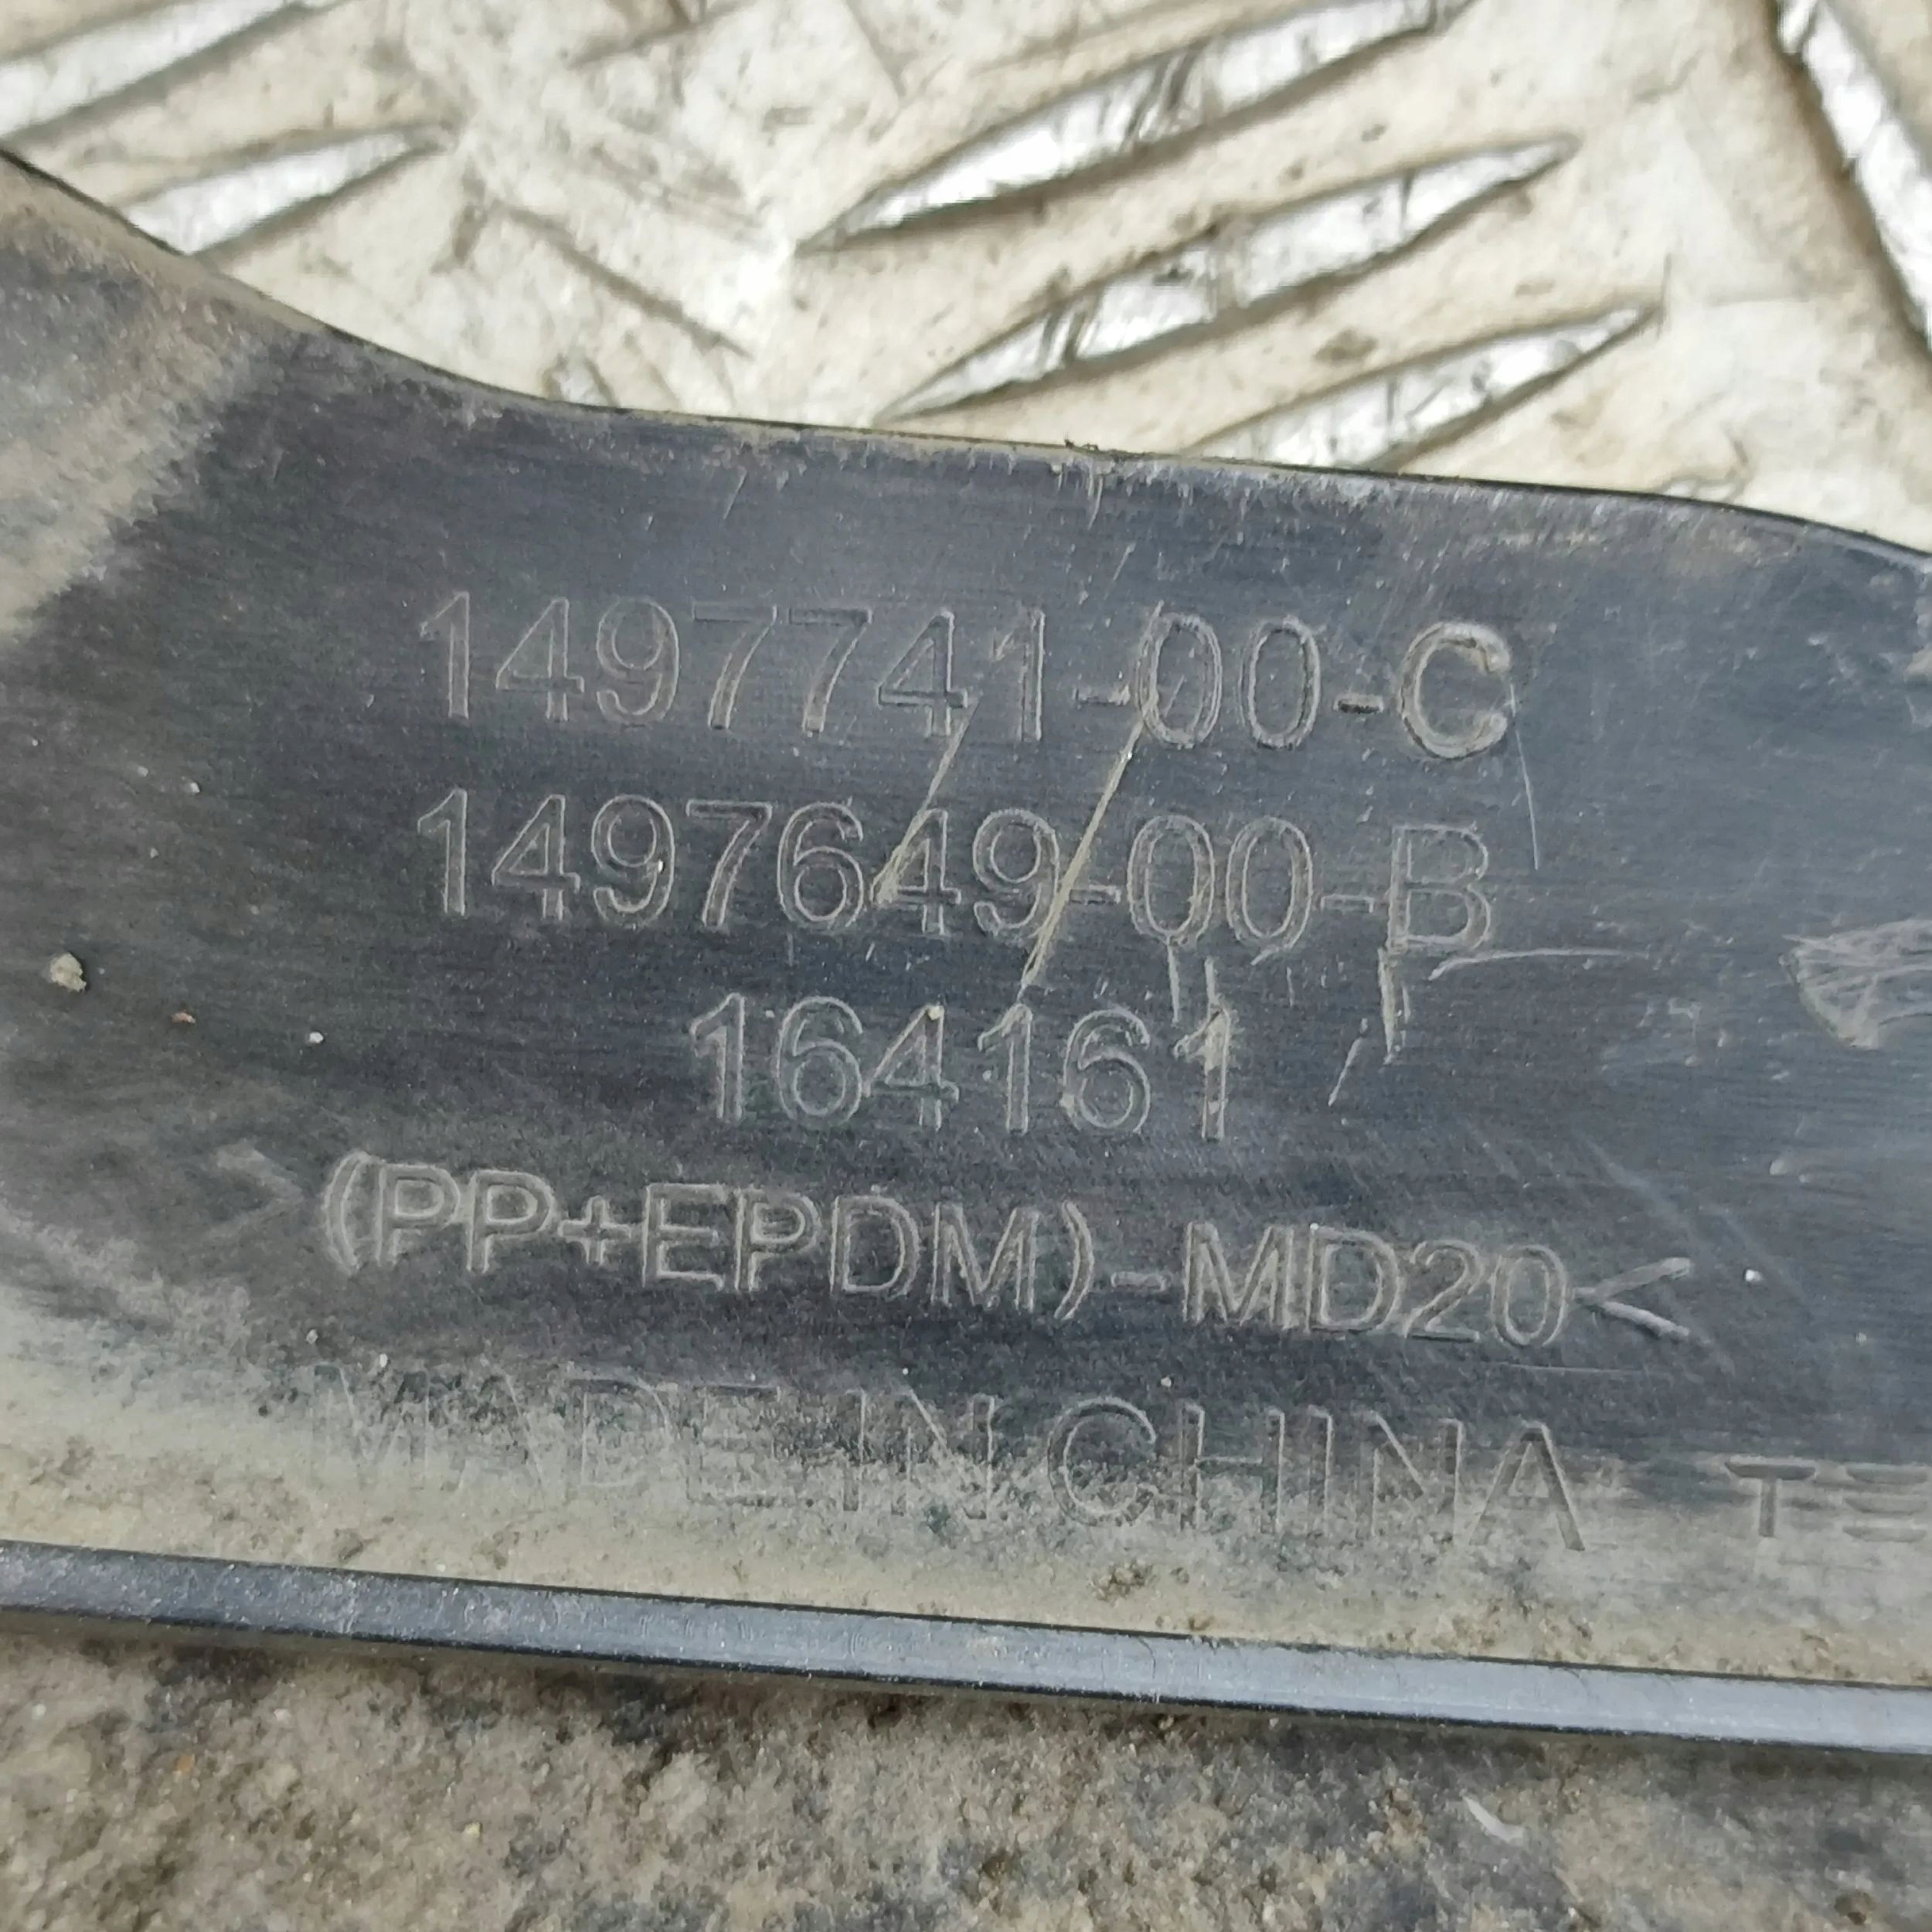 1497741-00-C
1497649-00-B
164161
>(PP+EPDM)-MD20<
MADE IN CHINA